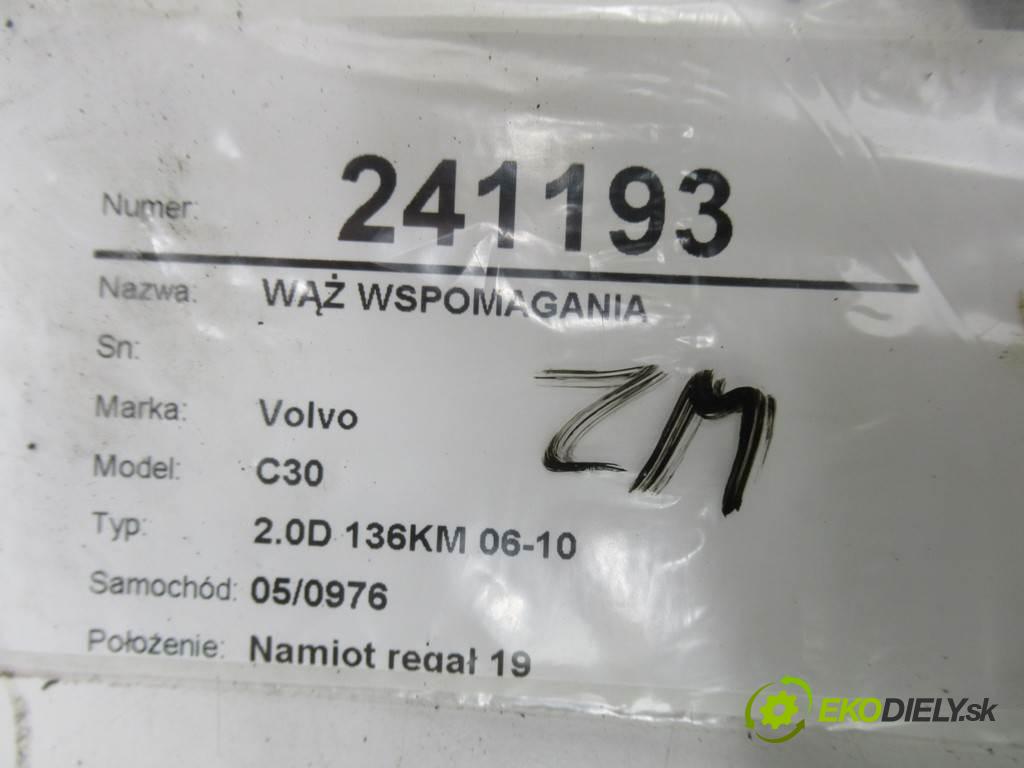 Numer: 241193
Nazwa: WĄŻ WSPOMAGANIA
Sn:
Marka: Volvo
Model: C30
Typ: 2.0D 136KM 06-10
Samochód: 05/0976
Położenie: Namiot regał 19
ZM
EKODIELY.sk